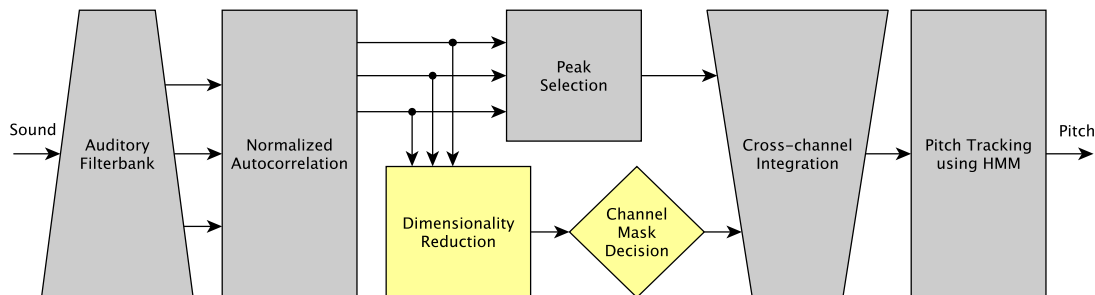 Sound
Auditory
Filterbank
Normalized
Autocorrelation
Peak
Selection
Dimensionality
Reduction
Channel
Mask
Decision
Cross-channel
Integration
Pitch Tracking
using HMM
Pitch